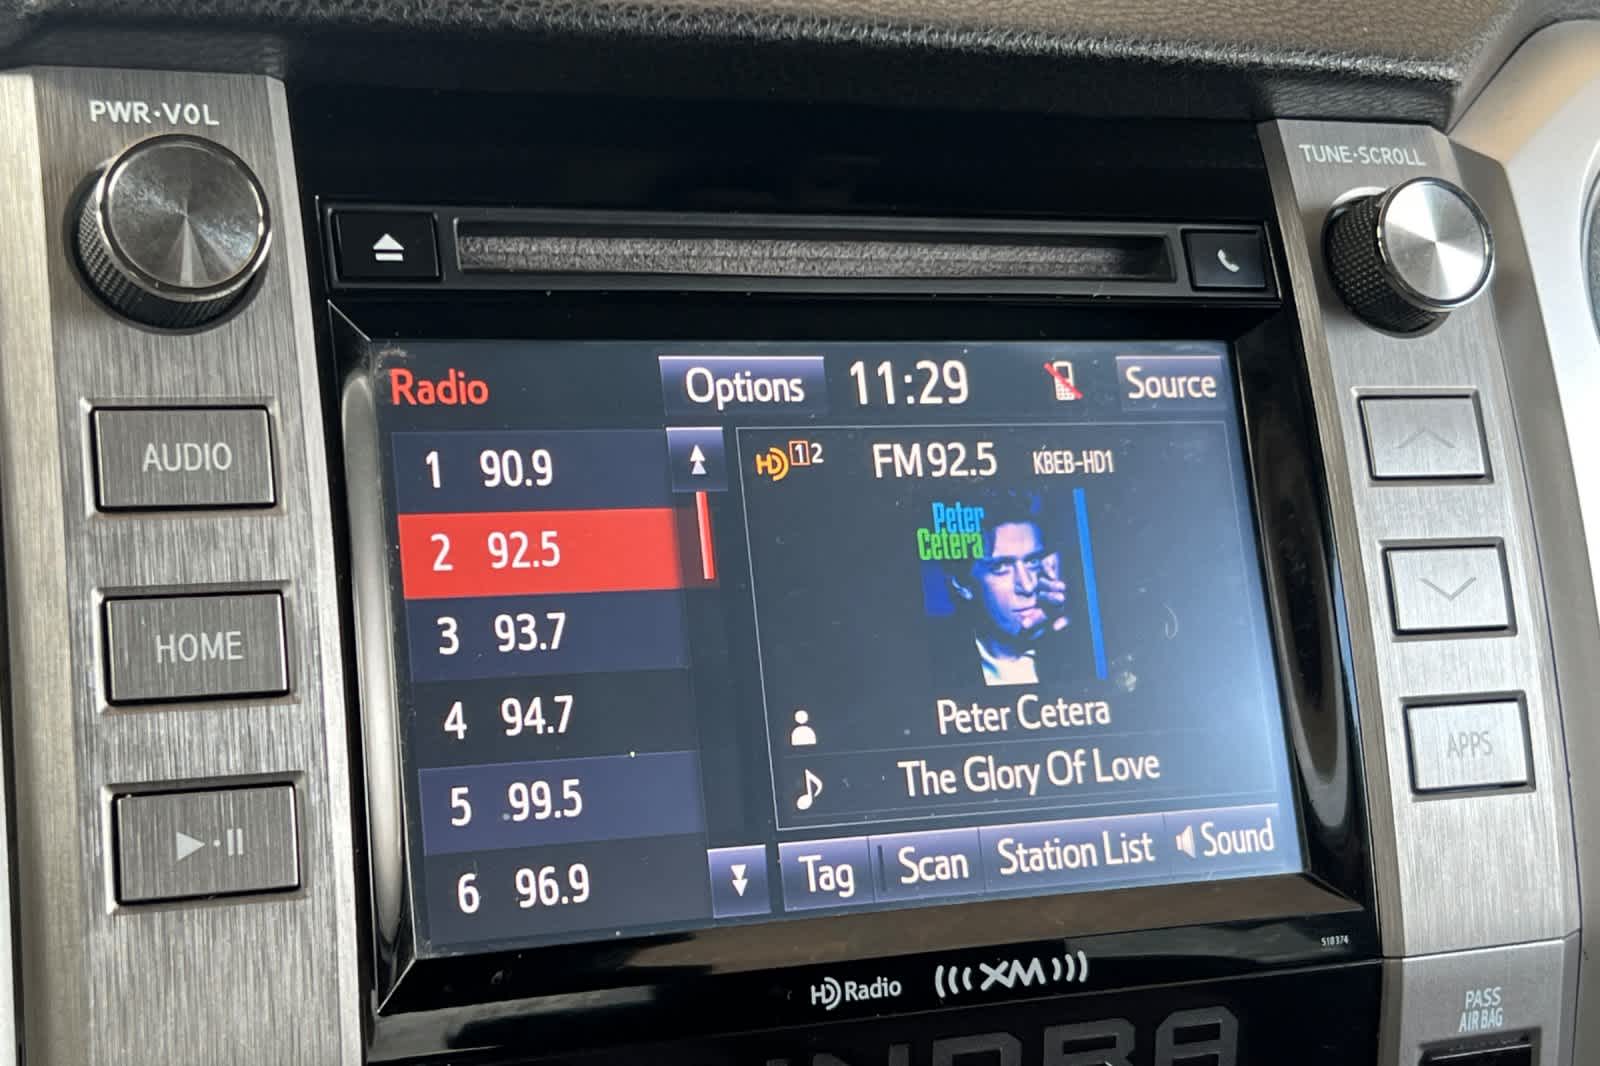 PWR·VOL
TUNE·SCROLL
Radio
Options
11:29
Source
AUDIO
HOME
1 90.9
2 92.5
3 93.7
4 94.7
5 99.5
6 96.9
HD 1 2
FM 92.5 KBEB-HD1
Peter
Cetera
Peter Cetera
The Glory Of Love
Tag
Scan
Station List
Sound
APPS
518374
HD Radio
XM
PASS
AIR BAG